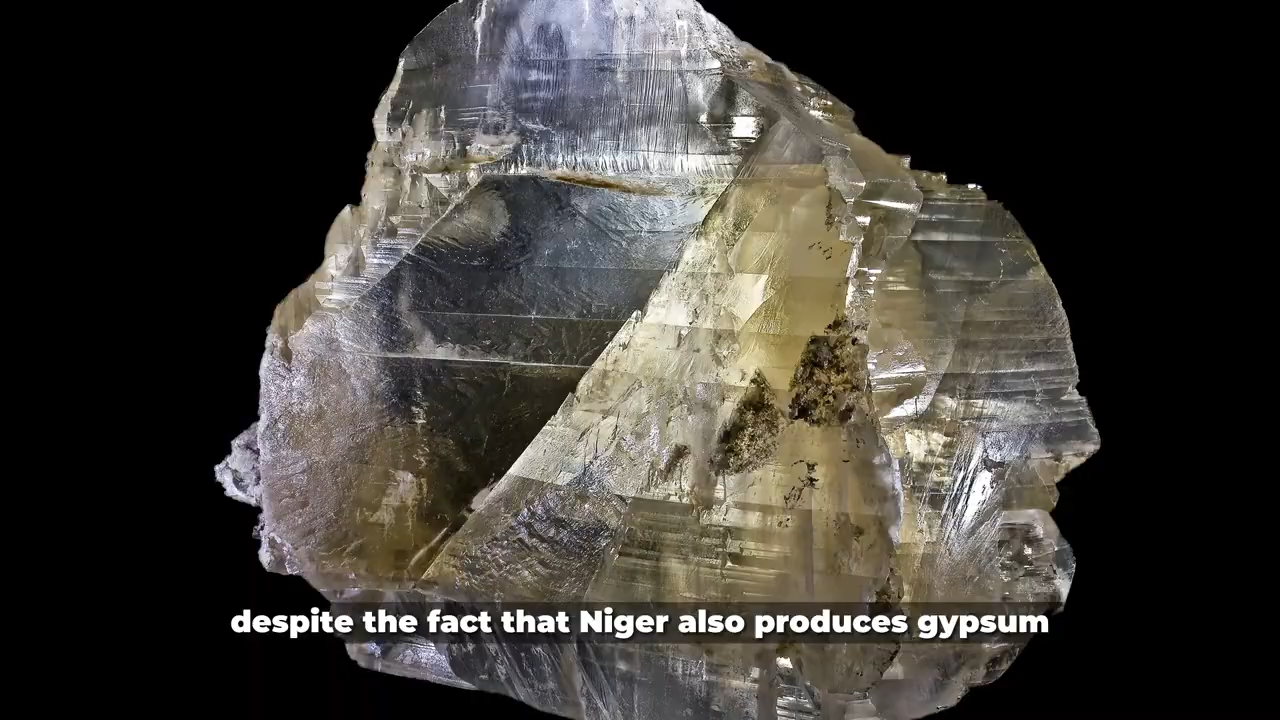 despite the fact that Niger also produces gypsum